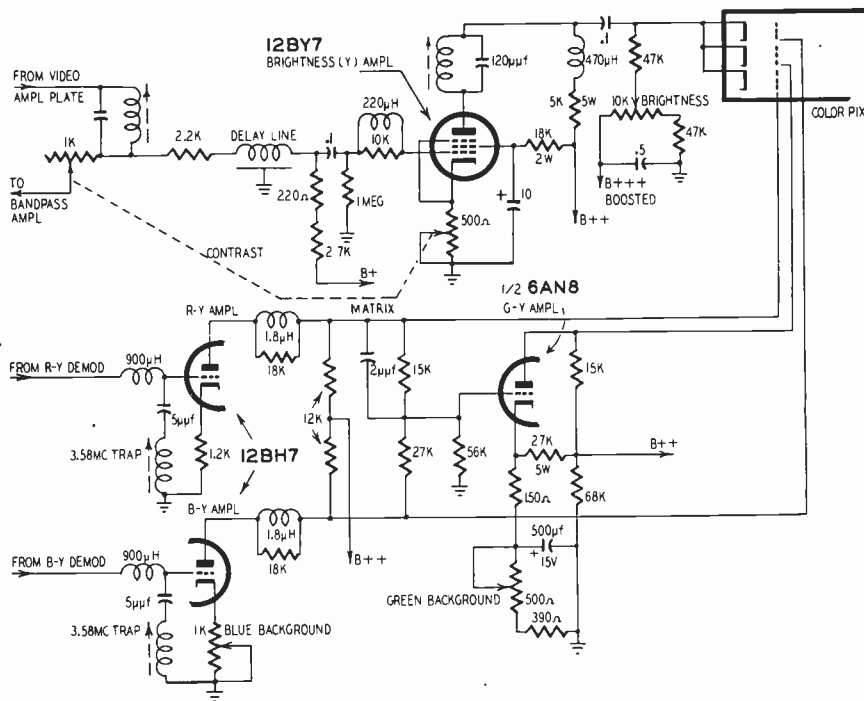 12BY7
BRIGHTNESS(Y) AMPL
120µµf
470µH
.1
47K
5K
5W
10K BRIGHTNESS
47K
.5
B+++
BOOSTED
COLOR PIX
FROM VIDEO
AMPL PLATE
1K
TO
BANDPASS
AMPL
2.2K
DELAY LINE
.1
220µH
10K
220Ω
1 MEG
2.7K
B+
CONTRAST
500Ω
+
10
18K
2W
B++
1/2 6AN8
G-Y AMPL
MATRIX
R-Y AMPL
1.8µH
18K
900µH
FROM R-Y DEMOD
5µµf
3.58MC TRAP
1.2K
12BH7
12K
2µµf
15K
27K
56K
15K
27K
5W
B++
150Ω
68K
500µf
+
15V
GREEN BACKGROUND
500Ω
390Ω
B-Y AMPL
1.8µH
18K
B++
900µH
FROM B-Y DEMOD
5µµf
3.58MC TRAP
1K
BLUE BACKGROUND